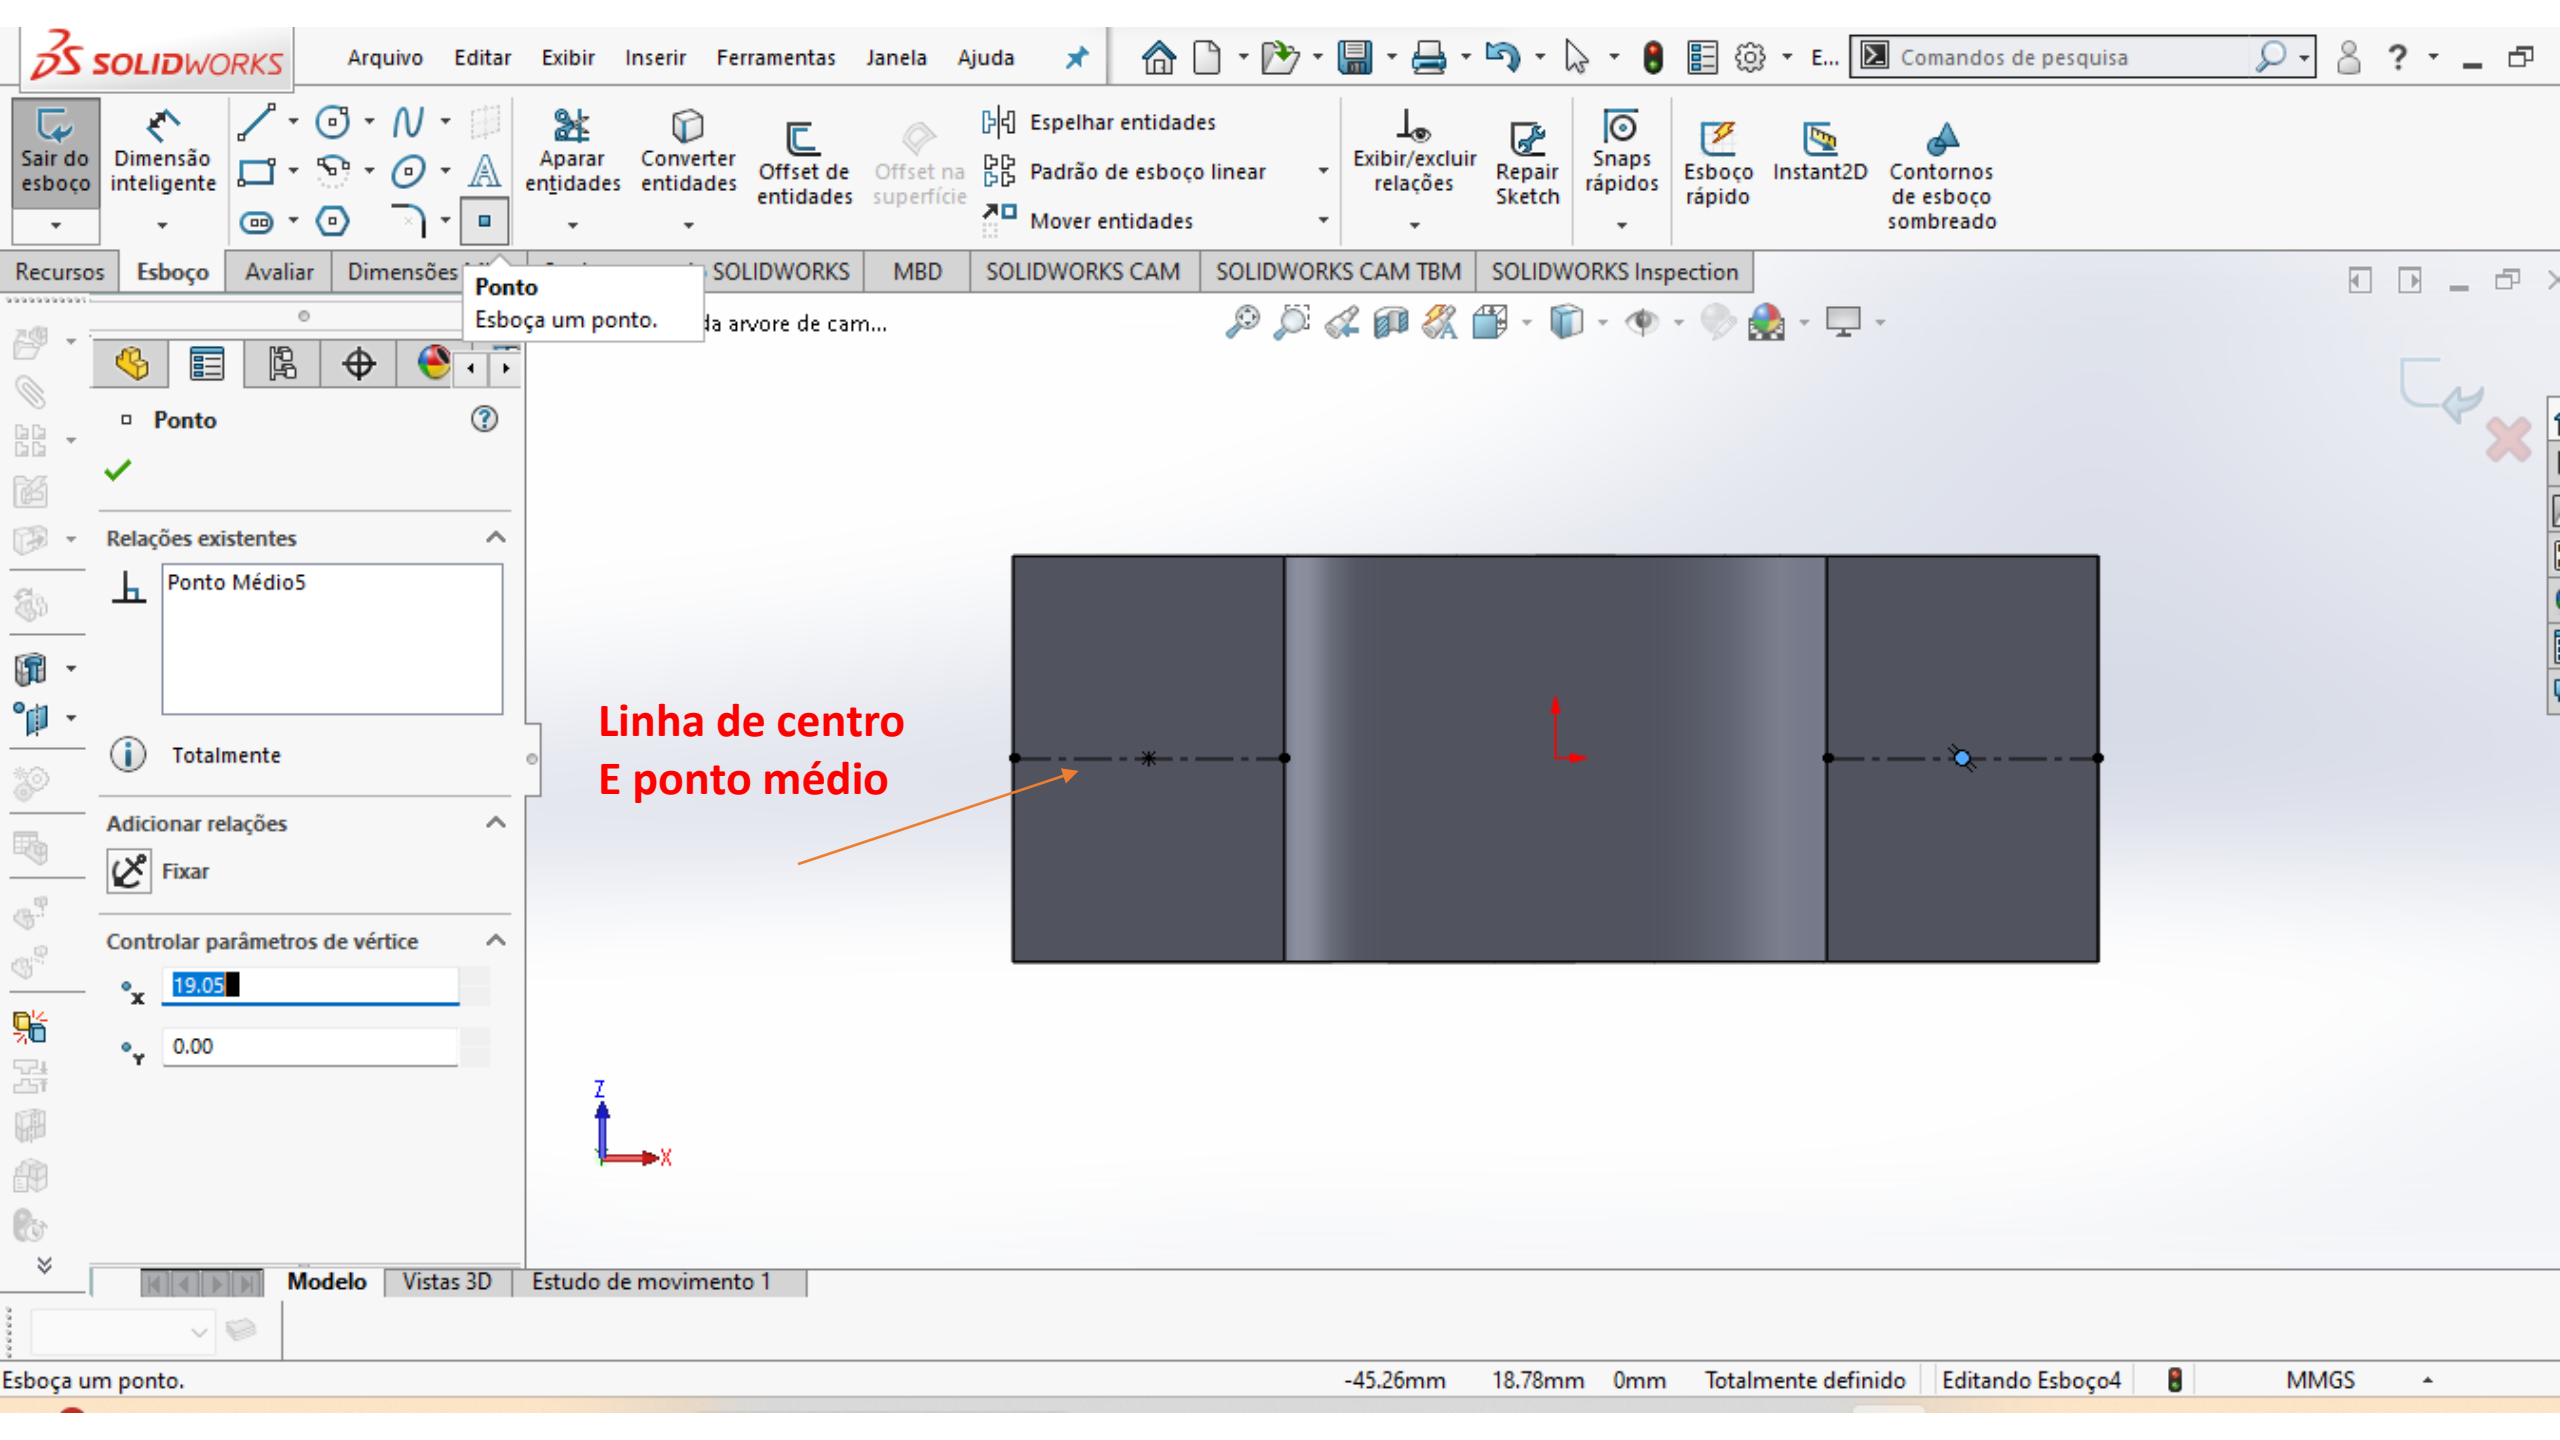 SOLIDWORKS
Arquivo Editar Exibir Inserir Ferramentas Janela Ajuda
E...
Comandos de pesquisa
?
Sair do esboço
Dimensão inteligente
Aparar entidades
Converter entidades
Offset de entidades
Offset na superfície
Espelhar entidades
Padrão de esboço linear
Mover entidades
Exibir/excluir relações
Repair Sketch
Snaps rápidos
Esboço rápido
Instant2D
Contornos de esboço sombreado
Recursos Esboço Avaliar Dimensões SOLIDWORKS MBD SOLIDWORKS CAM SOLIDWORKS CAM TBM SOLIDWORKS Inspection
Ponto
Esboça um ponto.
da arvore de cam...
Ponto
Relações existentes
Ponto Médio5
Totalmente
Adicionar relações
Fixar
Controlar parâmetros de vértice
X 19.05
Y 0.00
Linha de centro
E ponto médio
Z
X
Modelo Vistas 3D Estudo de movimento 1
Esboça um ponto.
-45.26mm 18.78mm 0mm Totalmente definido Editando Esboço4 MMGS